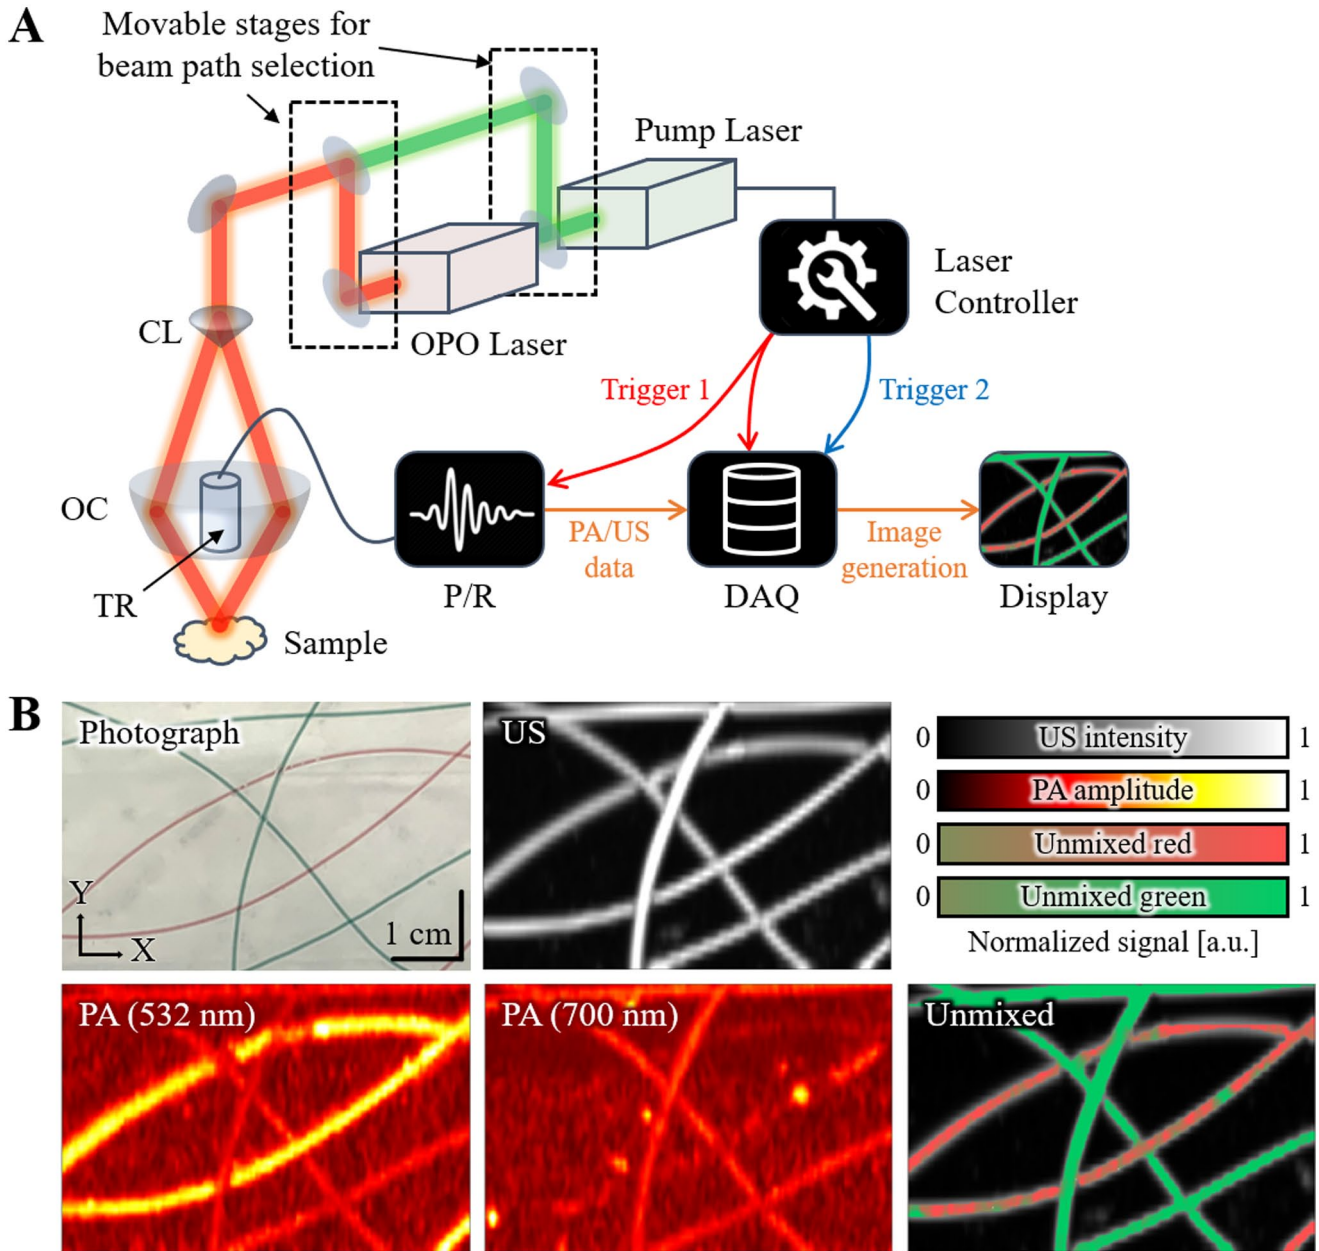 A
Movable stages for
beam path selection
Pump Laser
Laser
Controller
CL
OPO Laser
Trigger 1
Trigger 2
OC
PA/US
data
Image
generation
TR
P/R
DAQ
Display
Sample
B
Photograph
Y
X
1 cm
US
0 US intensity 1
0 PA amplitude 1
0 Unmixed red 1
0 Unmixed green 1
Normalized signal [a.u.]
PA (532 nm)
PA (700 nm)
Unmixed